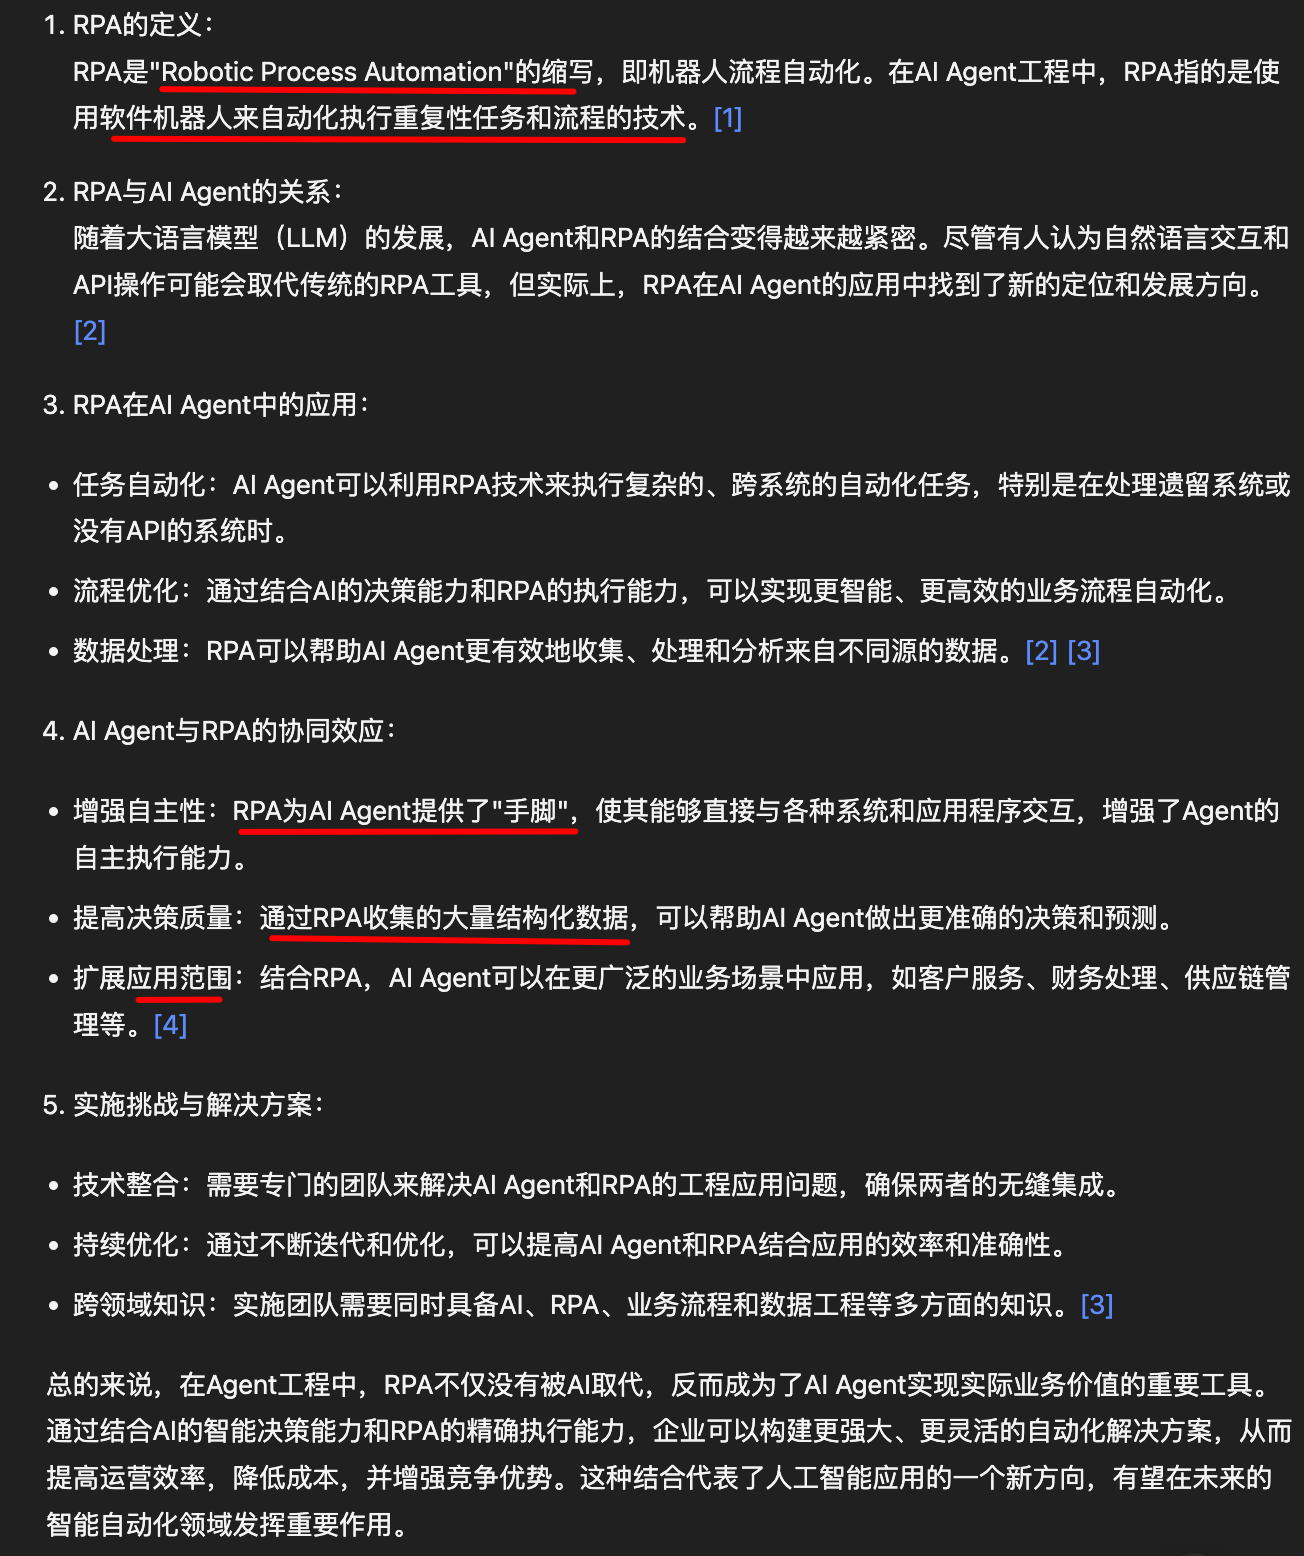 1. RPA的定义：
RPA是"Robotic Process Automation"的缩写，即机器人流程自动化。在AI Agent工程中，RPA指的是使
用软件机器人来自动化执行重复性任务和流程的技术。[1]
2. RPA与AI Agent的关系：
随着大语言模型（LLM）的发展，AI Agent和RPA的结合变得越来越紧密。尽管有人认为自然语言交互和
API操作可能会取代传统的RPA工具，但实际上，RPA在AI Agent的应用中找到了新的定位和发展方向。
[2]
3. RPA在AI Agent中的应用：
• 任务自动化：AI Agent可以利用RPA技术来执行复杂的、跨系统的自动化任务，特别是在处理遗留系统或
没有API的系统时。
• 流程优化：通过结合AI的决策能力和RPA的执行能力，可以实现更智能、更高效的业务流程自动化。
• 数据处理：RPA可以帮助AI Agent更有效地收集、处理和分析来自不同源的数据。[2] [3]
4. AI Agent与RPA的协同效应：
• 增强自主性：RPA为AI Agent提供了"手脚"，使其能够直接与各种系统和应用程序交互，增强了Agent的
自主执行能力。
• 提高决策质量：通过RPA收集的大量结构化数据，可以帮助AI Agent做出更准确的决策和预测。
• 扩展应用范围：结合RPA，AI Agent可以在更广泛的业务场景中应用，如客户服务、财务处理、供应链管
理等。[4]
5. 实施挑战与解决方案：
• 技术整合：需要专门的团队来解决AI Agent和RPA的工程应用问题，确保两者的无缝集成。
• 持续优化：通过不断迭代和优化，可以提高AI Agent和RPA结合应用的效率和准确性。
• 跨领域知识：实施团队需要同时具备AI、RPA、业务流程和数据工程等多方面的知识。[3]
总的来说，在Agent工程中，RPA不仅没有被AI取代，反而成为了AI Agent实现实际业务价值的重要工具。
通过结合AI的智能决策能力和RPA的精确执行能力，企业可以构建更强大、更灵活的自动化解决方案，从而
提高运营效率，降低成本，并增强竞争优势。这种结合代表了人工智能应用的一个新方向，有望在未来的
智能自动化领域发挥重要作用。